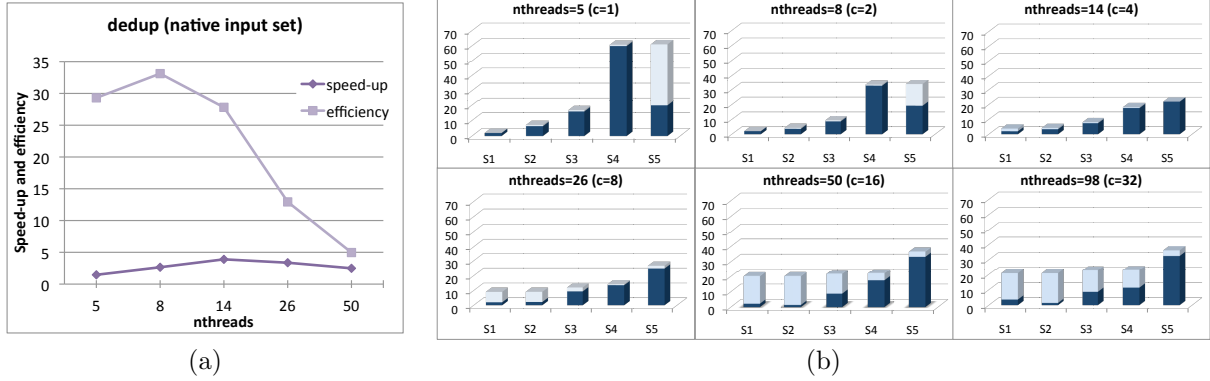 dedup (native input set)
Speed-up and efficiency
35
30
25
20
15
10
5
0
speed-up
efficiency
5 8 14 26 50
nthreads
(a)
nthreads=5 (c=1)
70
60
50
40
30
20
10
0
S1 S2 S3 S4 S5
nthreads=8 (c=2)
70
60
50
40
30
20
10
0
S1 S2 S3 S4 S5
nthreads=14 (c=4)
70
60
50
40
30
20
10
0
S1 S2 S3 S4 S5
nthreads=26 (c=8)
70
60
50
40
30
20
10
0
S1 S2 S3 S4 S5
nthreads=50 (c=16)
70
60
50
40
30
20
10
0
S1 S2 S3 S4 S5
nthreads=98 (c=32)
70
60
50
40
30
20
10
0
S1 S2 S3 S4 S5
(b)